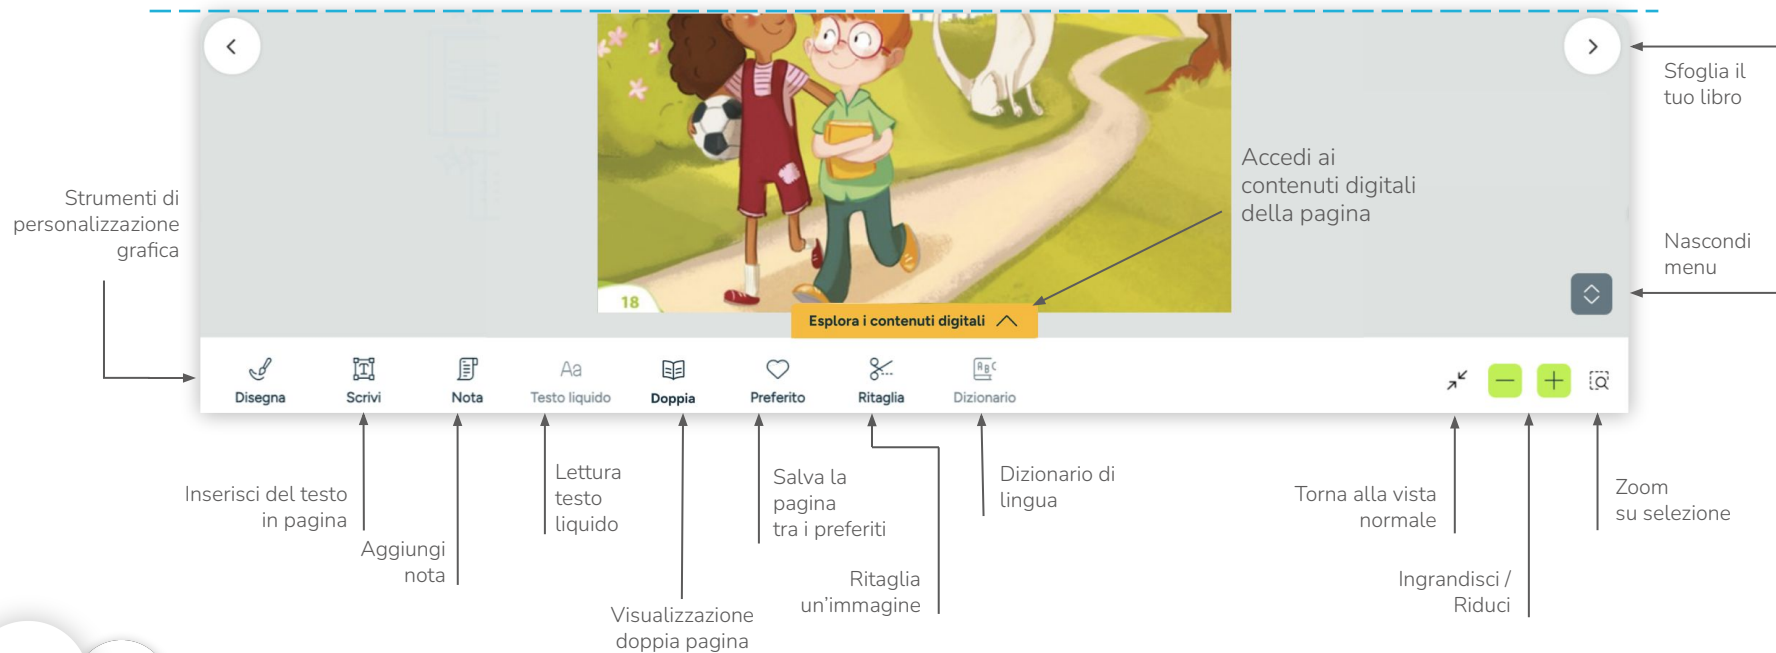 Sfoglia il
tuo libro
Accedi ai
contenuti digitali
della pagina
Strumenti di
personalizzazione
grafica
Nascondi
menu
18
Esplora i contenuti digitali
Disegna
Scrivi
Nota
Aa
Testo liquido
Doppia
Preferito
Ritaglia
ABC
Dizionario
Inserisci del testo
in pagina
Aggiungi
nota
Lettura
testo
liquido
Visualizzazione
doppia pagina
Salva la
pagina
tra i preferiti
Ritaglia
un'immagine
Dizionario di
lingua
Torna alla vista
normale
Ingrandisci /
Riduci
Zoom
su selezione